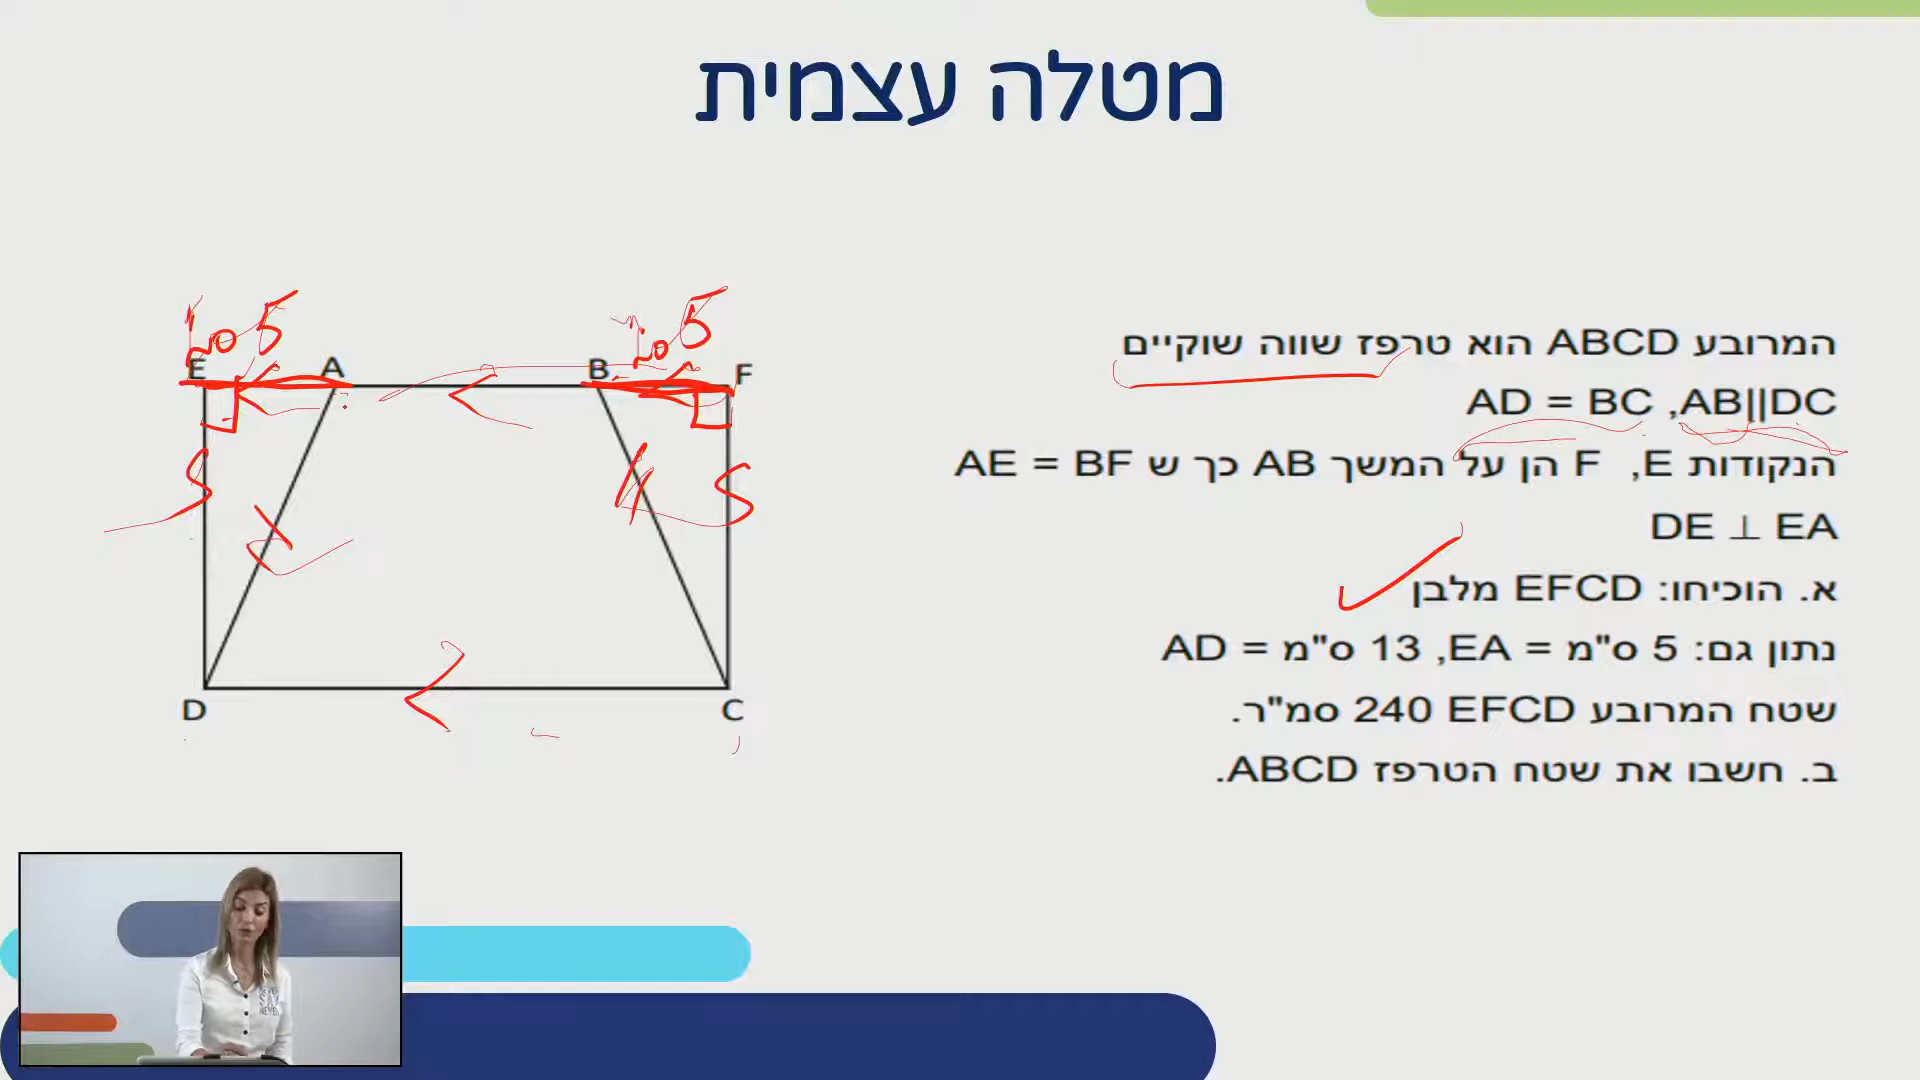 מטלה עצמית
המרובע ABCD הוא טרפז שווה שוקיים
AD = BC ,AB||DC
הנקודות E, F הן על המשך AB כך ש AE = BF
DE ⊥ EA
א. הוכיחו: EFCD מלבן
נתון גם: 5 ס"מ = EA, 13 ס"מ = AD
שטח המרובע EFCD 240 סמ"ר.
ב. חשבו את שטח הטרפז ABCD.
5 5
E A B F
D C